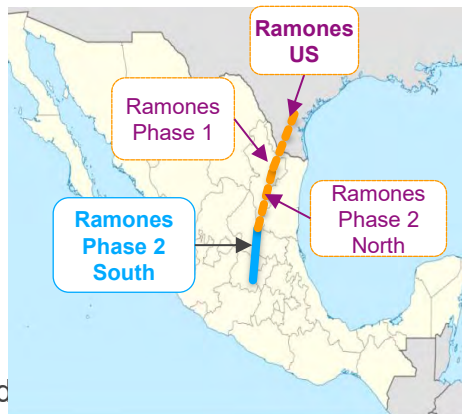 Ramones
US
Ramones
Phase 1
Ramones
Phase 2
North
Ramones
Phase 2
South
d